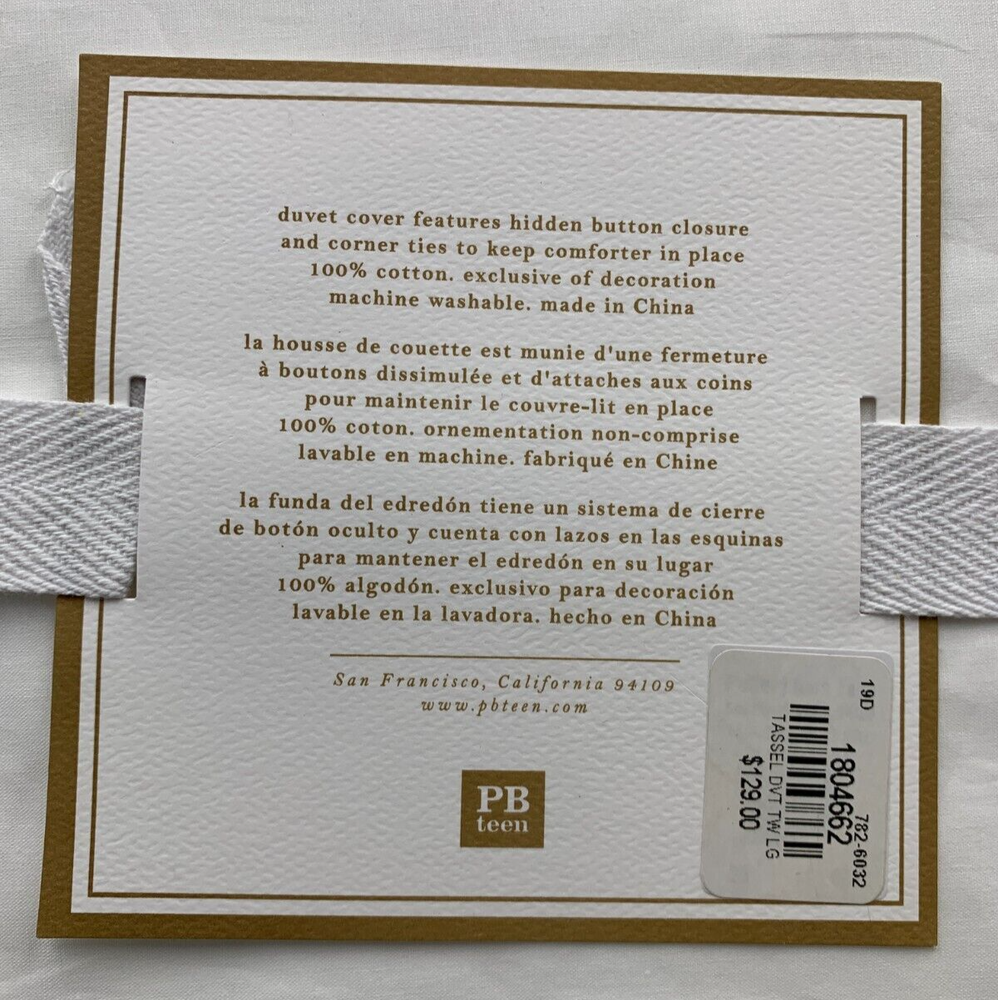 duvet cover features hidden button closure
and corner ties to keep comforter in place
100% cotton. exclusive of decoration
machine washable. made in China
la housse de couette est munie d'une fermeture
à boutons dissimulée et d'attaches aux coins
pour maintenir le couvre-lit en place
100% coton. ornementation non-comprise
lavable en machine. fabriqué en Chine
la funda del edredón tiene un sistema de cierre
de botón oculto y cuenta con lazos en las esquinas
para mantener el edredón en su lugar
100% algodón. exclusivo para decoración
lavable en la lavadora. hecho en China
San Francisco, California 94109
www.pbteen.com
PB
teen
19D
782-6032
1804662
TASSEL DVT TW LG
$129.00